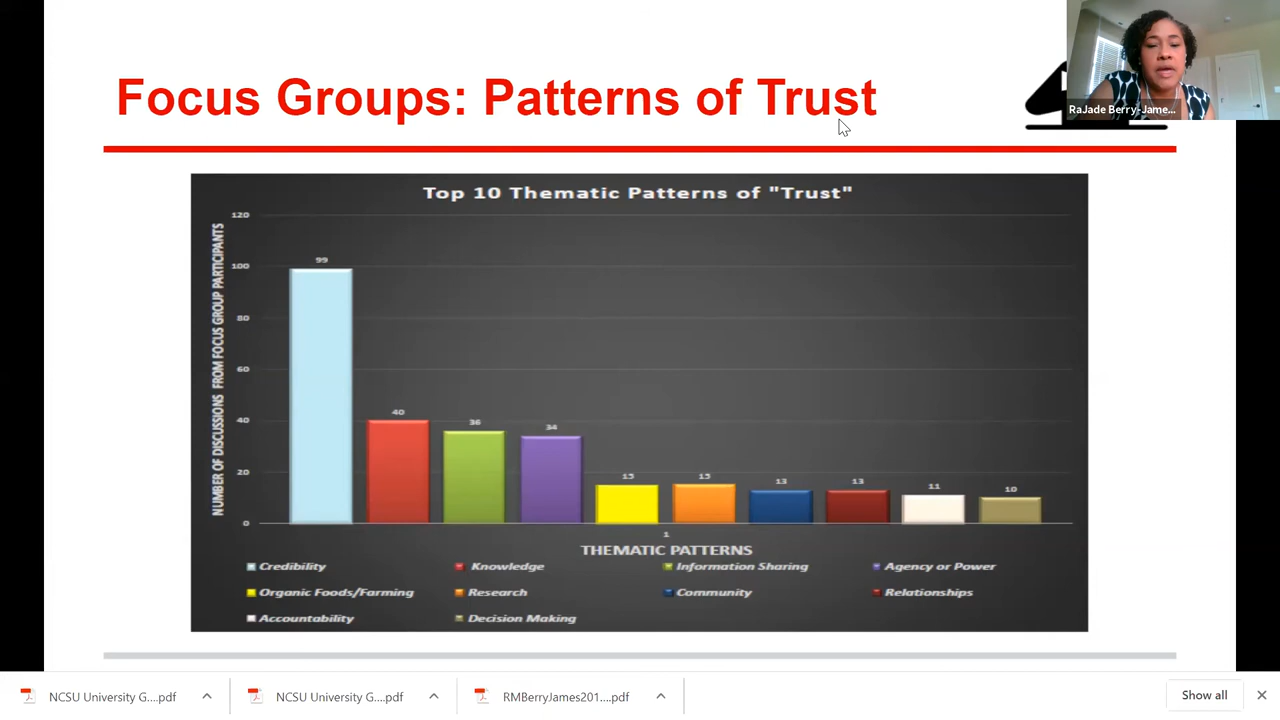 Focus Groups: Patterns of Trust
RaJade Berry-Jame...
Top 10 Thematic Patterns of "Trust"
NUMBER OF DISCUSSIONS FROM FOCUS GROUP PARTICIPANTS
120
100
80
60
40
20
0
99
40
36
34
15
15
13
13
11
10
1
THEMATIC PATTERNS
Credibility Knowledge Information Sharing Agency or Power
Organic Foods/Farming Research Community Relationships
Accountability Decision Making
NCSU University G....pdf NCSU University G....pdf RMBerryJames201....pdf Show all